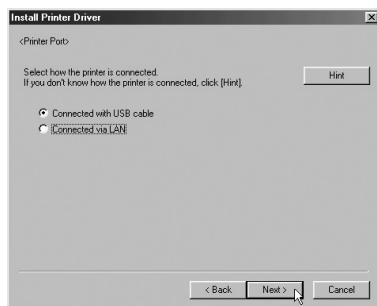 Install Printer Driver
<Printer Port>
Select how the printer is connected.
If you don't know how the printer is connected, click [Hint].
Hint
Connected with USB cable
Connected via LAN
< Back
Next >
Cancel